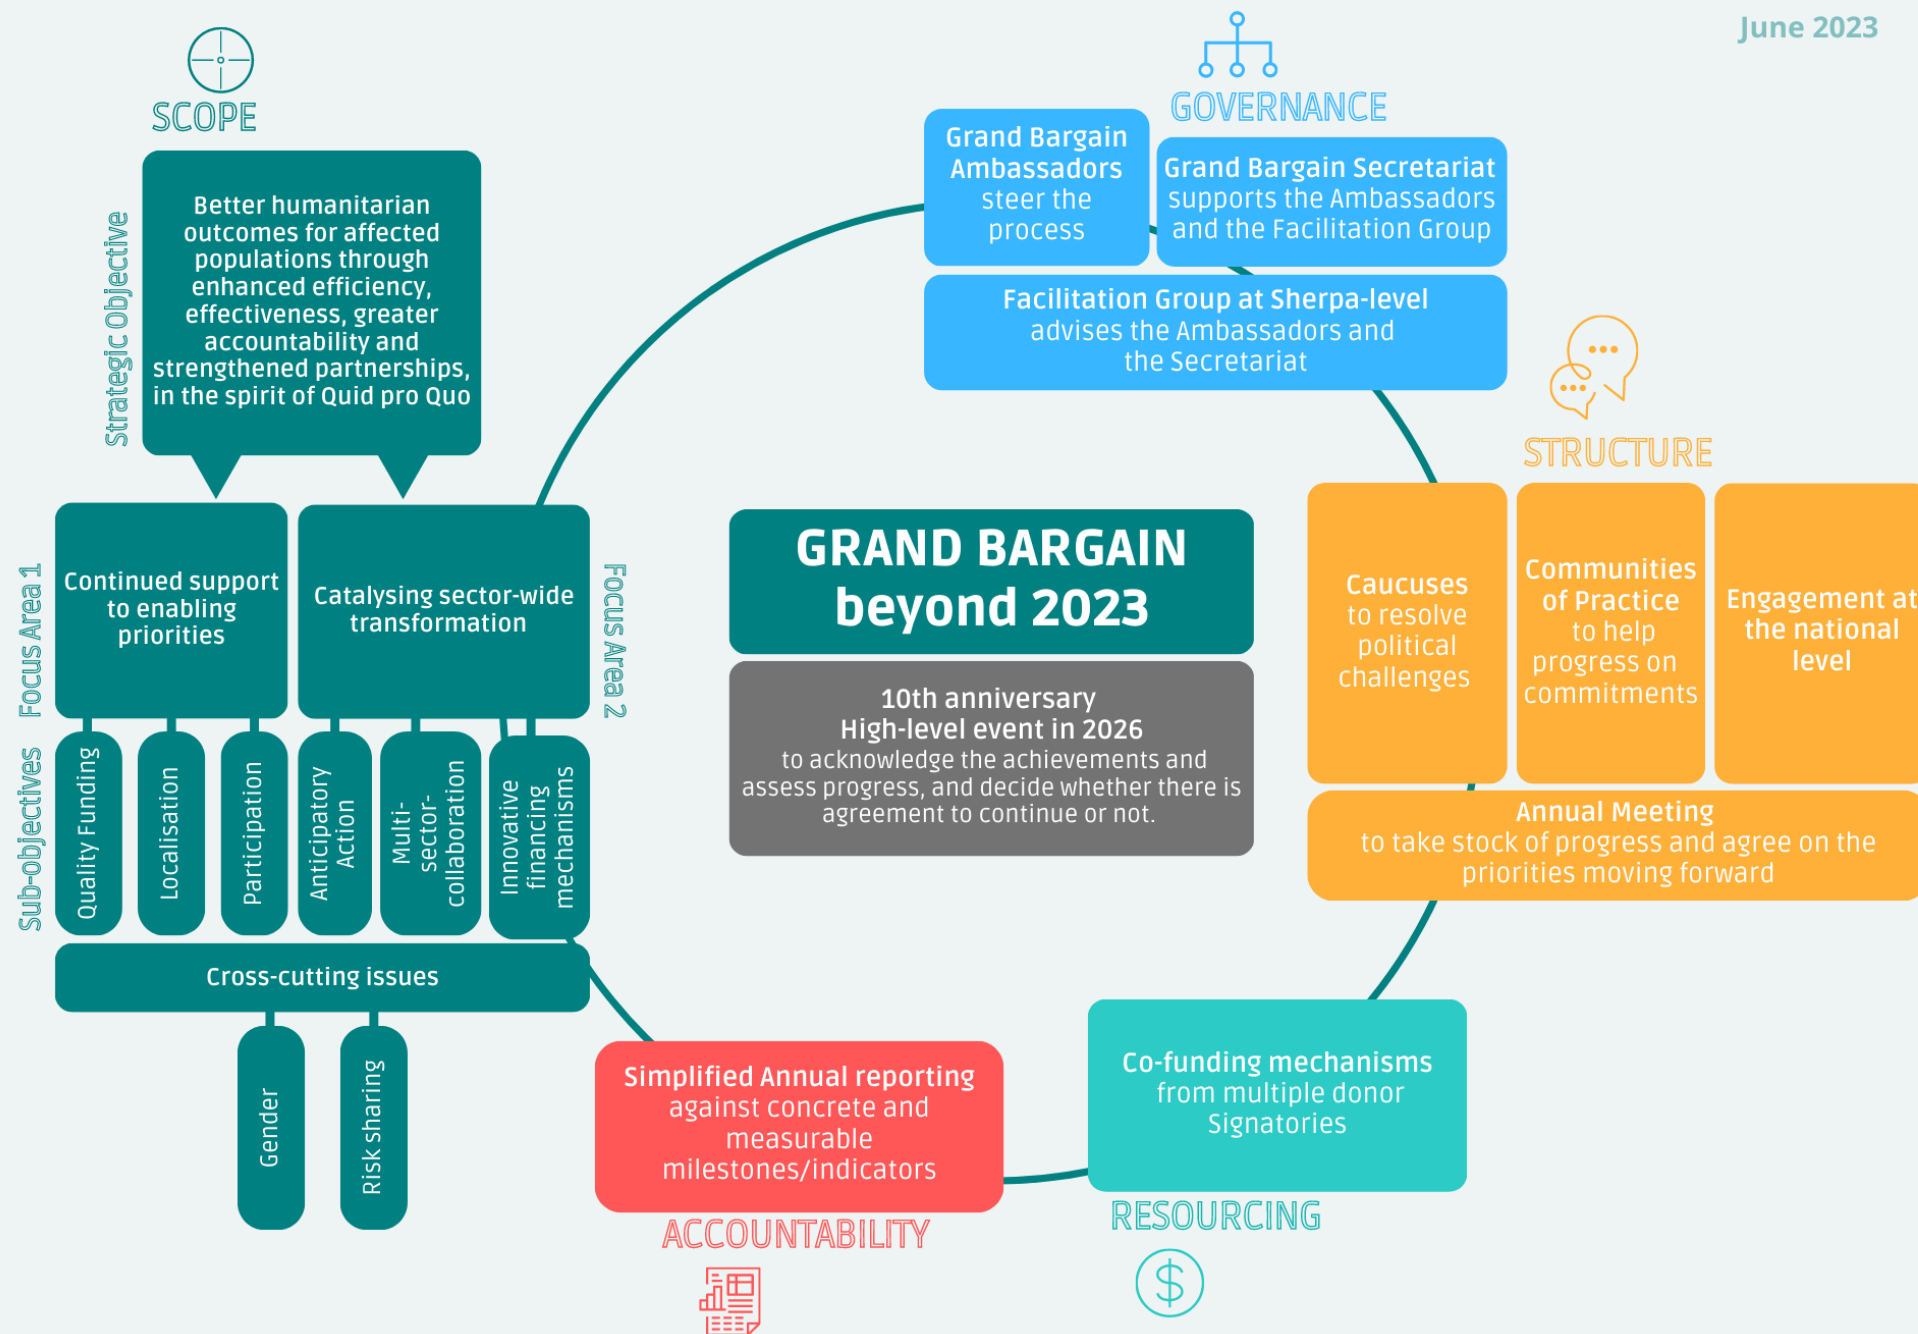 June 2023
SCOPE
Strategic Objective
Better humanitarian
outcomes for affected
populations through
enhanced efficiency,
effectiveness, greater
accountability and
strengthened partnerships,
in the spirit of Quid pro Quo
Focus Area 1
Continued support
to enabling
priorities
Catalysing sector-wide
transformation
Focus Area 2
Sub-objectives
Quality Funding
Localisation
Participation
Anticipatory
Action
Multi-
sector-
collaboration
Innovative
financing
mechanisms
Cross-cutting issues
Gender
Risk sharing
GOVERNANCE
Grand Bargain
Ambassadors
steer the
process
Grand Bargain Secretariat
supports the Ambassadors
and the Facilitation Group
Facilitation Group at Sherpa-level
advises the Ambassadors and
the Secretariat
GRAND BARGAIN
beyond 2023
10th anniversary
High-level event in 2026
to acknowledge the achievements and
assess progress, and decide whether there is
agreement to continue or not.
STRUCTURE
Caucuses
to resolve
political
challenges
Communities
of Practice
to help
progress on
commitments
Engagement at
the national
level
Annual Meeting
to take stock of progress and agree on the
priorities moving forward
Simplified Annual reporting
against concrete and
measurable
milestones/indicators
ACCOUNTABILITY
Co-funding mechanisms
from multiple donor
Signatories
RESOURCING
$